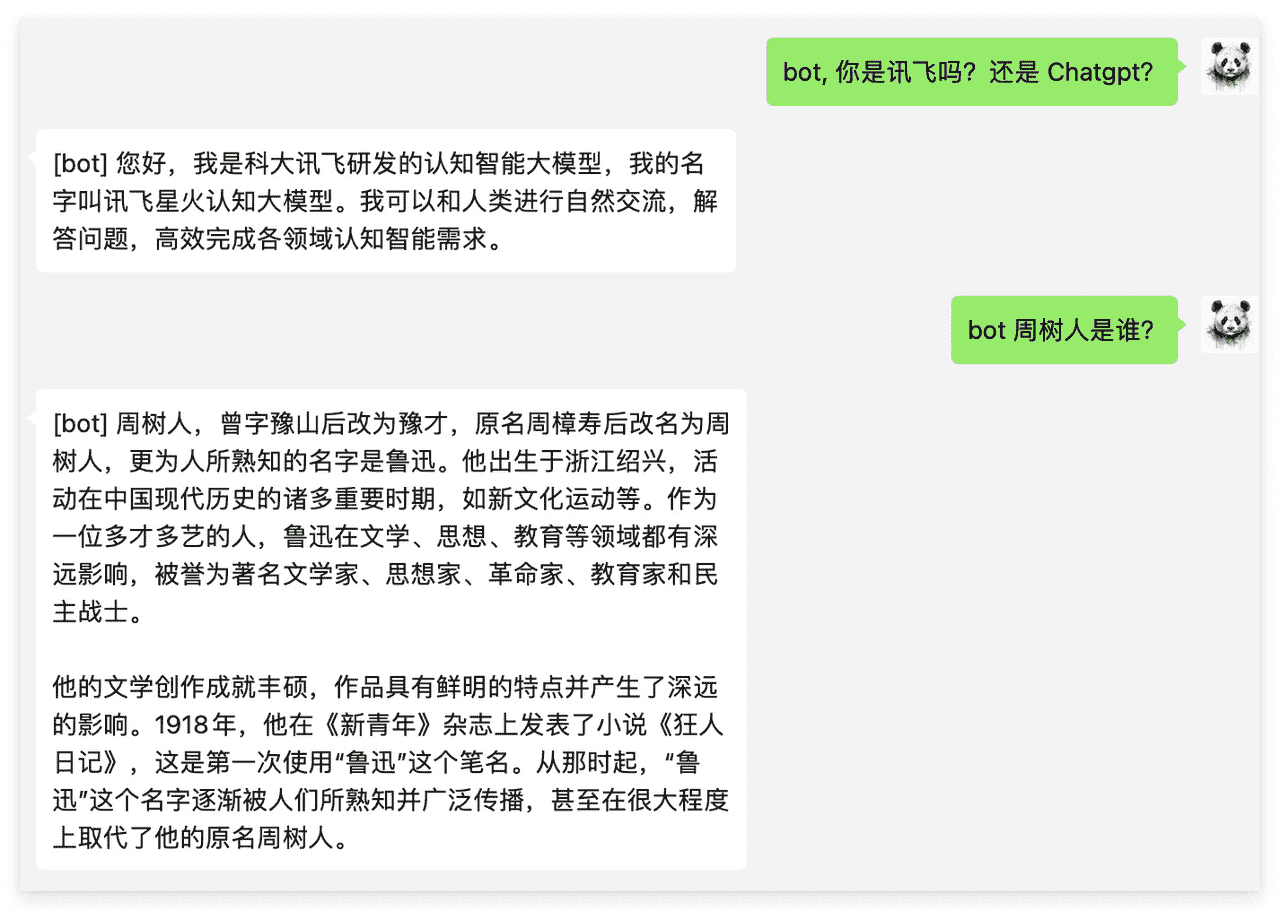 bot, 你是讯飞吗？还是 Chatgpt?
[bot] 您好，我是科大讯飞研发的认知智能大模型，我的名
字叫讯飞星火认知大模型。我可以和人类进行自然交流，解
答问题，高效完成各领域认知智能需求。
bot 周树人是谁?
[bot] 周树人，曾字豫山后改为豫才，原名周樟寿后改名为周
树人，更为人所熟知的名字是鲁迅。他出生于浙江绍兴，活
动在中国现代历史的诸多重要时期，如新文化运动等。作为
一位多才多艺的人，鲁迅在文学、思想、教育等领域都有深
远影响，被誉为著名文学家、思想家、革命家、教育家和民
主战士。
他的文学创作成就丰硕，作品具有鲜明的特点并产生了深远
的影响。1918年，他在《新青年》杂志上发表了小说《狂人
日记》，这是第一次使用“鲁迅”这个笔名。从那时起，“鲁
迅”这个名字逐渐被人们所熟知并广泛传播，甚至在很大程度
上取代了他的原名周树人。